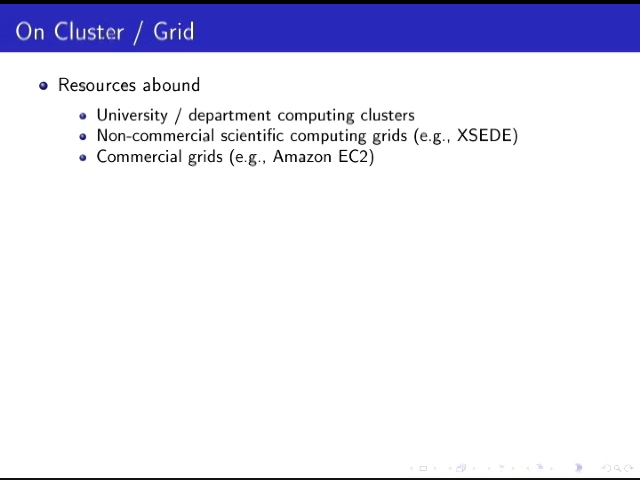 On Cluster / Grid
Resources abound
University / department computing clusters
Non-commercial scientific computing grids (e.g., XSEDE)
Commercial grids (e.g., Amazon EC2)